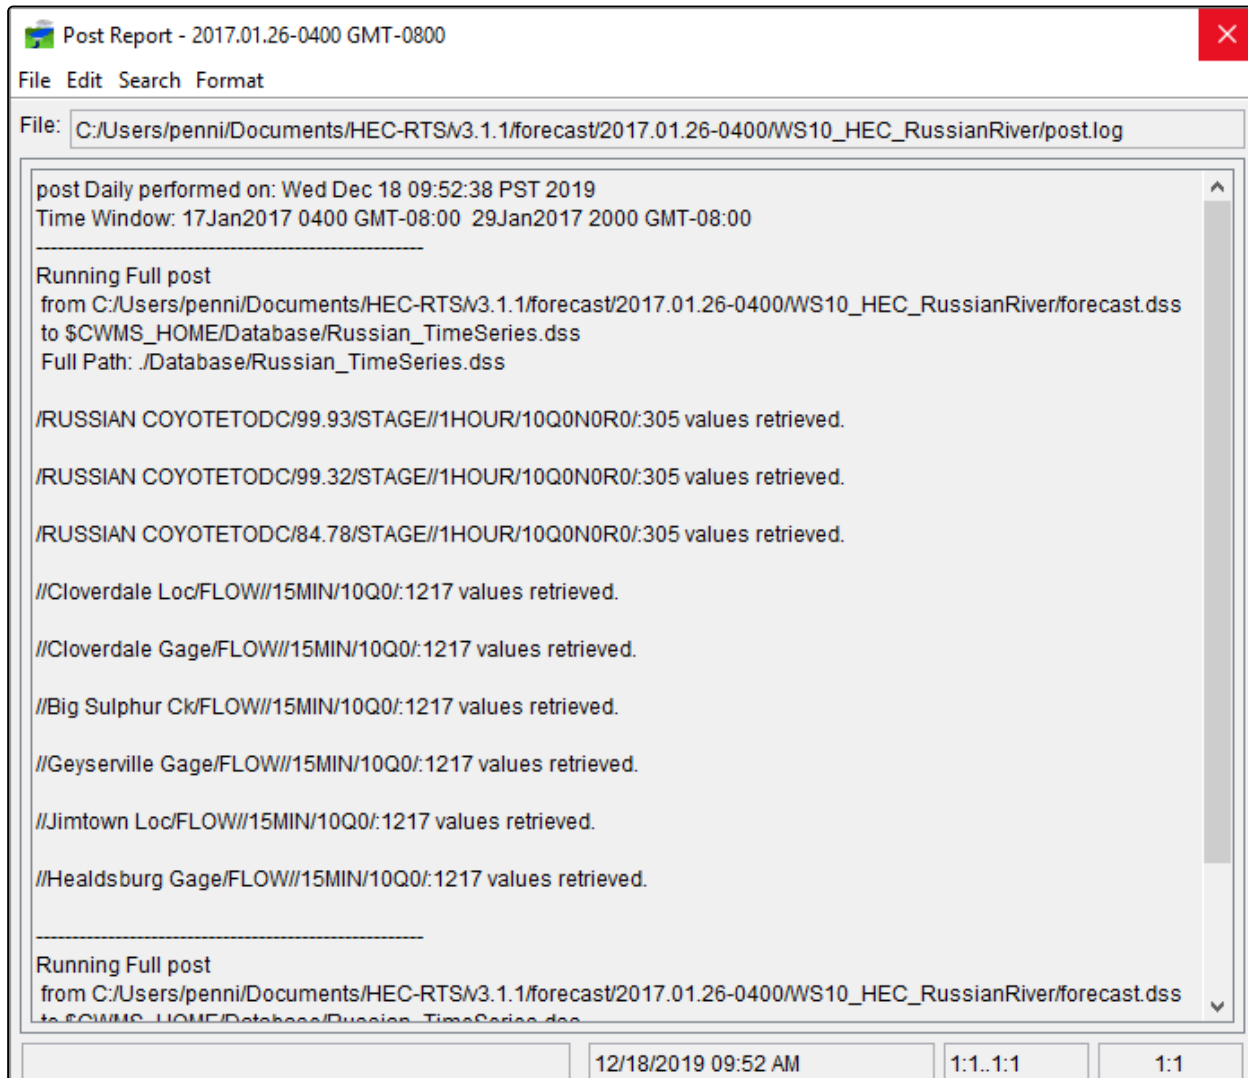 Post Report - 2017.01.26-0400 GMT-0800
File Edit Search Format
File: C:/Users/penni/Documents/HEC-RTS/v3.1.1/forecast/2017.01.26-0400/WS10_HEC_RussianRiver/post.log
post Daily performed on: Wed Dec 18 09:52:38 PST 2019
Time Window: 17Jan2017 0400 GMT-08:00 29Jan2017 2000 GMT-08:00
------------------------------------------------------
Running Full post
from C:/Users/penni/Documents/HEC-RTS/v3.1.1/forecast/2017.01.26-0400/WS10_HEC_RussianRiver/forecast.dss
to $CWMS_HOME/Database/Russian_TimeSeries.dss
Full Path: ./Database/Russian_TimeSeries.dss
/RUSSIAN COYOTETODC/99.93/STAGE//1HOUR/10Q0N0R0/:305 values retrieved.
/RUSSIAN COYOTETODC/99.32/STAGE//1HOUR/10Q0N0R0/:305 values retrieved.
/RUSSIAN COYOTETODC/84.78/STAGE//1HOUR/10Q0N0R0/:305 values retrieved.
//Cloverdale Loc/FLOW//15MIN/10Q0/:1217 values retrieved.
//Cloverdale Gage/FLOW//15MIN/10Q0/:1217 values retrieved.
//Big Sulphur Ck/FLOW//15MIN/10Q0/:1217 values retrieved.
//Geyserville Gage/FLOW//15MIN/10Q0/:1217 values retrieved.
//Jimtown Loc/FLOW//15MIN/10Q0/:1217 values retrieved.
//Healdsburg Gage/FLOW//15MIN/10Q0/:1217 values retrieved.
------------------------------------------------------
Running Full post
from C:/Users/penni/Documents/HEC-RTS/v3.1.1/forecast/2017.01.26-0400/WS10_HEC_RussianRiver/forecast.dss
to $CWMS_HOME/Database/Russian_TimeSeries.dss
12/18/2019 09:52 AM 1:1..1:1 1:1